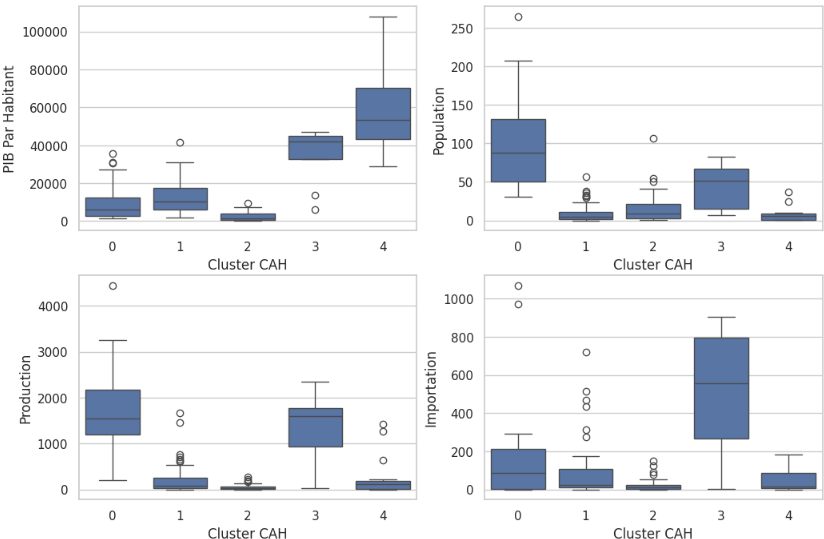 PIB Par Habitant
100000
80000
60000
40000
20000
0
0 1 2 3 4
Cluster CAH
Population
250
200
150
100
50
0
0 1 2 3 4
Cluster CAH
Production
4000
3000
2000
1000
0
0 1 2 3 4
Cluster CAH
Importation
1000
800
600
400
200
0
0 1 2 3 4
Cluster CAH